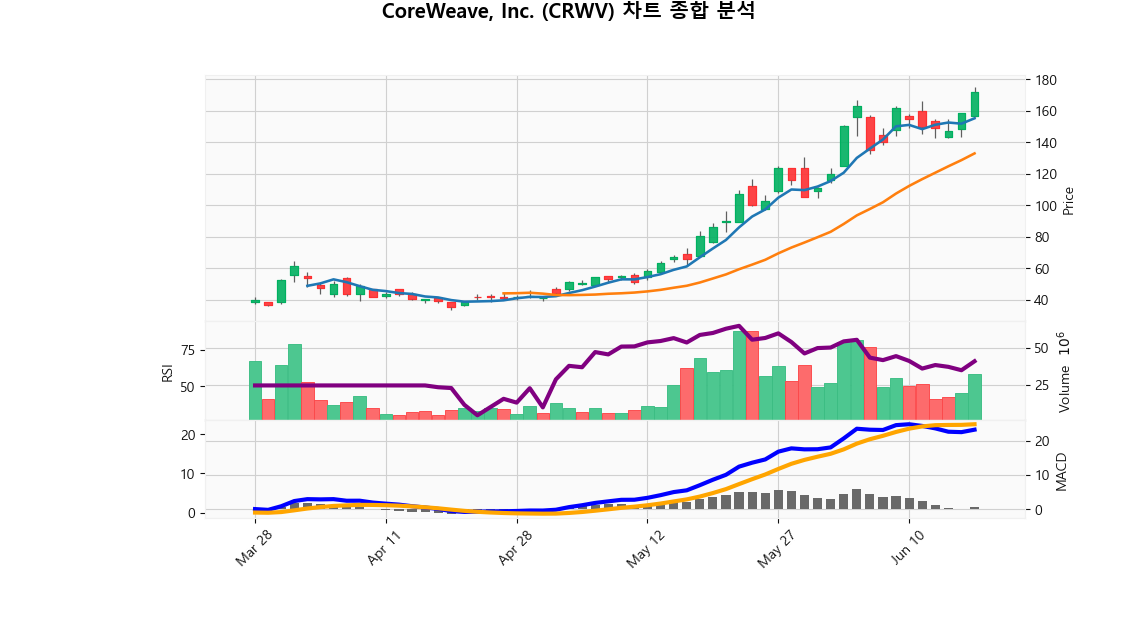 CoreWeave, Inc. (CRWV) 차트 종합 분석
180
160
140
120
100
80
60
40
Price
75
50
RSI
50
25
Volume 10^6
20
10
0
20
10
0
MACD
Mar 28
Apr 11
Apr 28
May 12
May 27
Jun 10